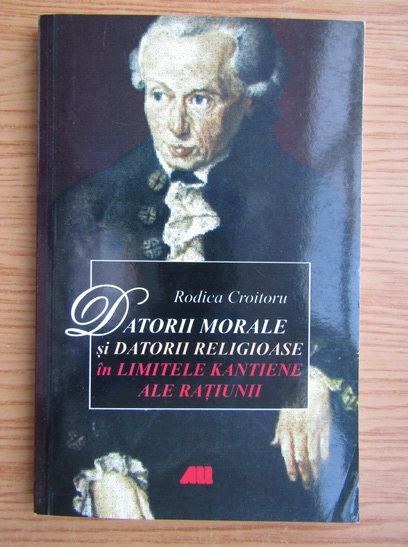 Rodica Croitoru
DATORII MORALE
și DATORII RELIGIOASE
în LIMITELE KANTIENE
ALE RAȚIUNII
ALL